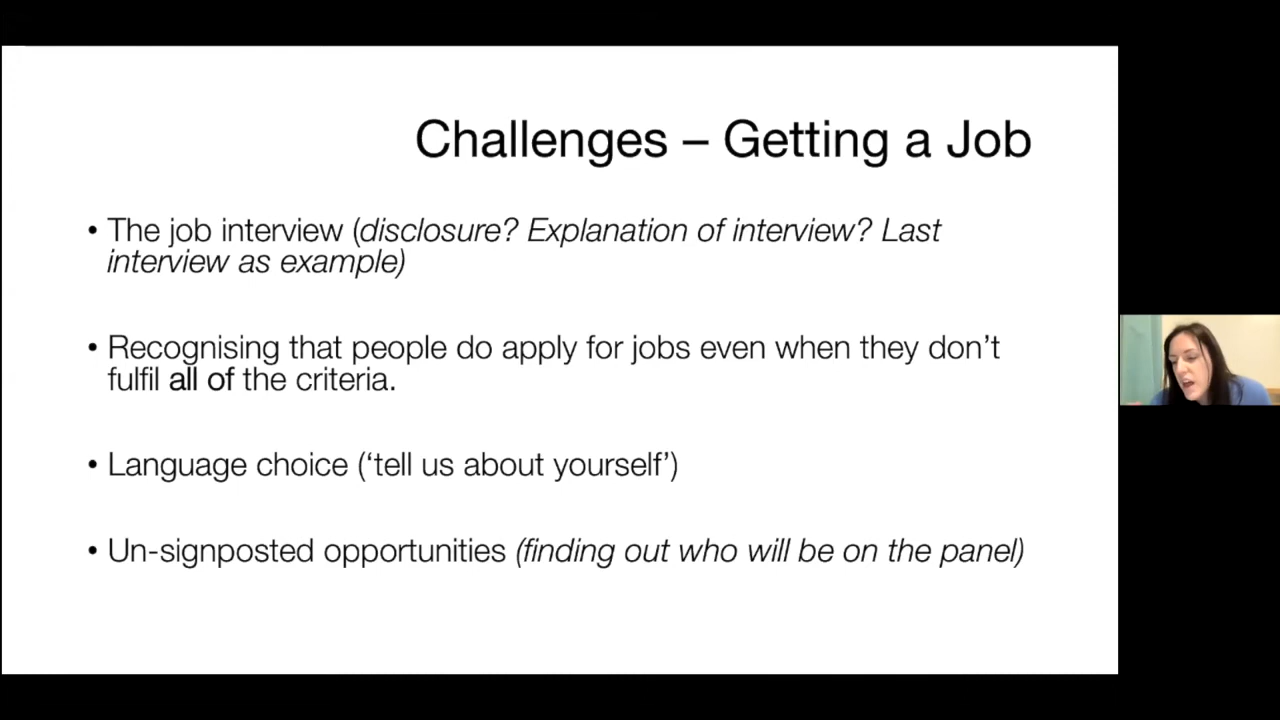 Challenges – Getting a Job
• The job interview (disclosure? Explanation of interview? Last
interview as example)
• Recognising that people do apply for jobs even when they don’t
fulfil all of the criteria.
• Language choice (‘tell us about yourself’)
• Un-signposted opportunities (finding out who will be on the panel)